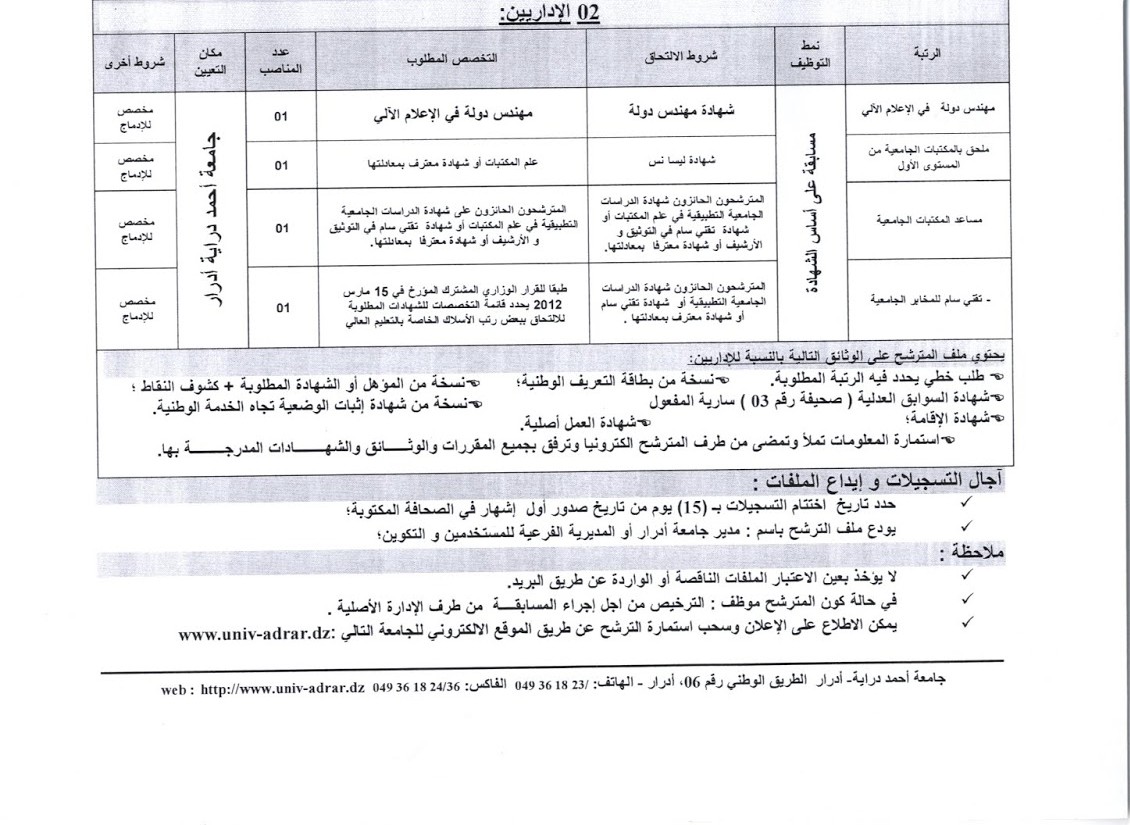 02 الإداريين:
الرتبة
نمط
التوظيف
شروط الالتحاق
التخصص المطلوب
عدد
المناصب
مكان
التعيين
شروط أخرى
مهندس دولة في الإعلام الآلي
مسابقة على أساس الشهادة
شهادة مهندس دولة
مهندس دولة في الإعلام الآلي
01
جامعة أحمد دراية أدرار
مخصص
للإدماج
ملحق بالمكتبات الجامعية من
المستوى الأول
شهادة ليسا نس
علم المكتبات أو شهادة معترف بمعادلتها
01
مخصص
للإدماج
مساعد المكتبات الجامعية
المترشحون الحائزون شهادة الدراسات
الجامعية التطبيقية في علم المكتبات أو
شهادة تقني سام في التوثيق و
الأرشيف أو شهادة معترفا بمعادلتها.
المترشحون الحائزون على شهادة الدراسات الجامعية
التطبيقية في علم المكتبات أو شهادة تقني سام في التوثيق
و الأرشيف أو شهادة معترفا بمعادلتها.
01
مخصص
للإدماج
- تقني سام للمخابر الجامعية
المترشحون الحائزون شهادة الدراسات
الجامعية التطبيقية أو شهادة تقني سام
أو شهادة معترف بمعادلتها .
طبقا للقرار الوزاري المشترك المؤرخ في 15 مارس
2012 يحدد قائمة التخصصات للشهادات المطلوبة
للالتحاق ببعض رتب الأسلاك الخاصة بالتعليم العالي
01
مخصص
للإدماج
يحتوي ملف المترشح على الوثائق التالية بالنسبة للإداريين:
طلب خطي يحدد فيه الرتبة المطلوبة. نسخة من بطاقة التعريف الوطنية؛ نسخة من المؤهل أو الشهادة المطلوبة + كشوف النقاط ؛
شهادة السوابق العدلية ( صحيفة رقم 03 ) سارية المفعول نسخة من شهادة إثبات الوضعية تجاه الخدمة الوطنية.
شهادة الإقامة؛ شهادة العمل أصلية.
استمارة المعلومات تملأ وتمضى من طرف المترشح الكترونيا وترفق بجميع المقررات والوثائق والشهادات المدرجة بها.
آجال التسجيلات و إيداع الملفات :
✓ حدد تاريخ اختتام التسجيلات بـ (15) يوم من تاريخ صدور أول إشهار في الصحافة المكتوبة؛
✓ يودع ملف الترشح باسم : مدير جامعة أدرار أو المديرية الفرعية للمستخدمين و التكوين؛
ملاحظة :
✓ لا يؤخذ بعين الاعتبار الملفات الناقصة أو الواردة عن طريق البريد.
✓ في حالة كون المترشح موظف : الترخيص من اجل إجراء المسابقة من طرف الإدارة الأصلية .
✓ يمكن الاطلاع على الإعلان وسحب استمارة الترشح عن طريق الموقع الالكتروني للجامعة التالي :www.univ-adrar.dz
جامعة أحمد دراية- أدرار الطريق الوطني رقم 06، أدرار - الهاتف: /23 18 36 049 الفاكس: 36/24 18 36 049 web : http://www.univ-adrar.dz